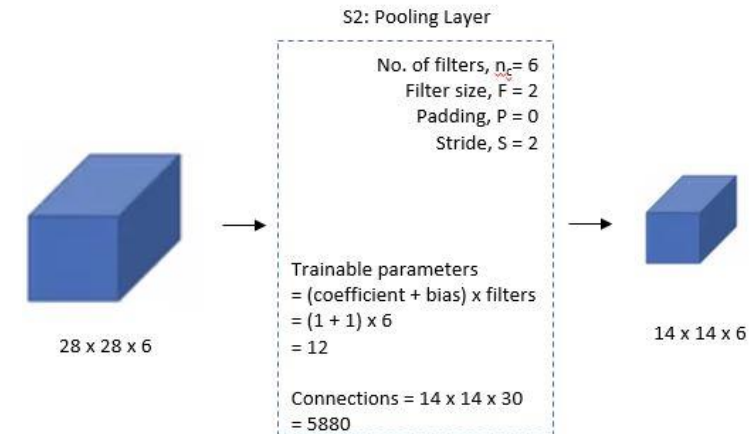 S2: Pooling Layer
No. of filters, nc= 6
Filter size, F = 2
Padding, P = 0
Stride, S = 2
Trainable parameters
= (coefficient + bias) x filters
= (1 + 1) x 6
= 12
Connections = 14 x 14 x 30
= 5880
28 x 28 x 6
14 x 14 x 6